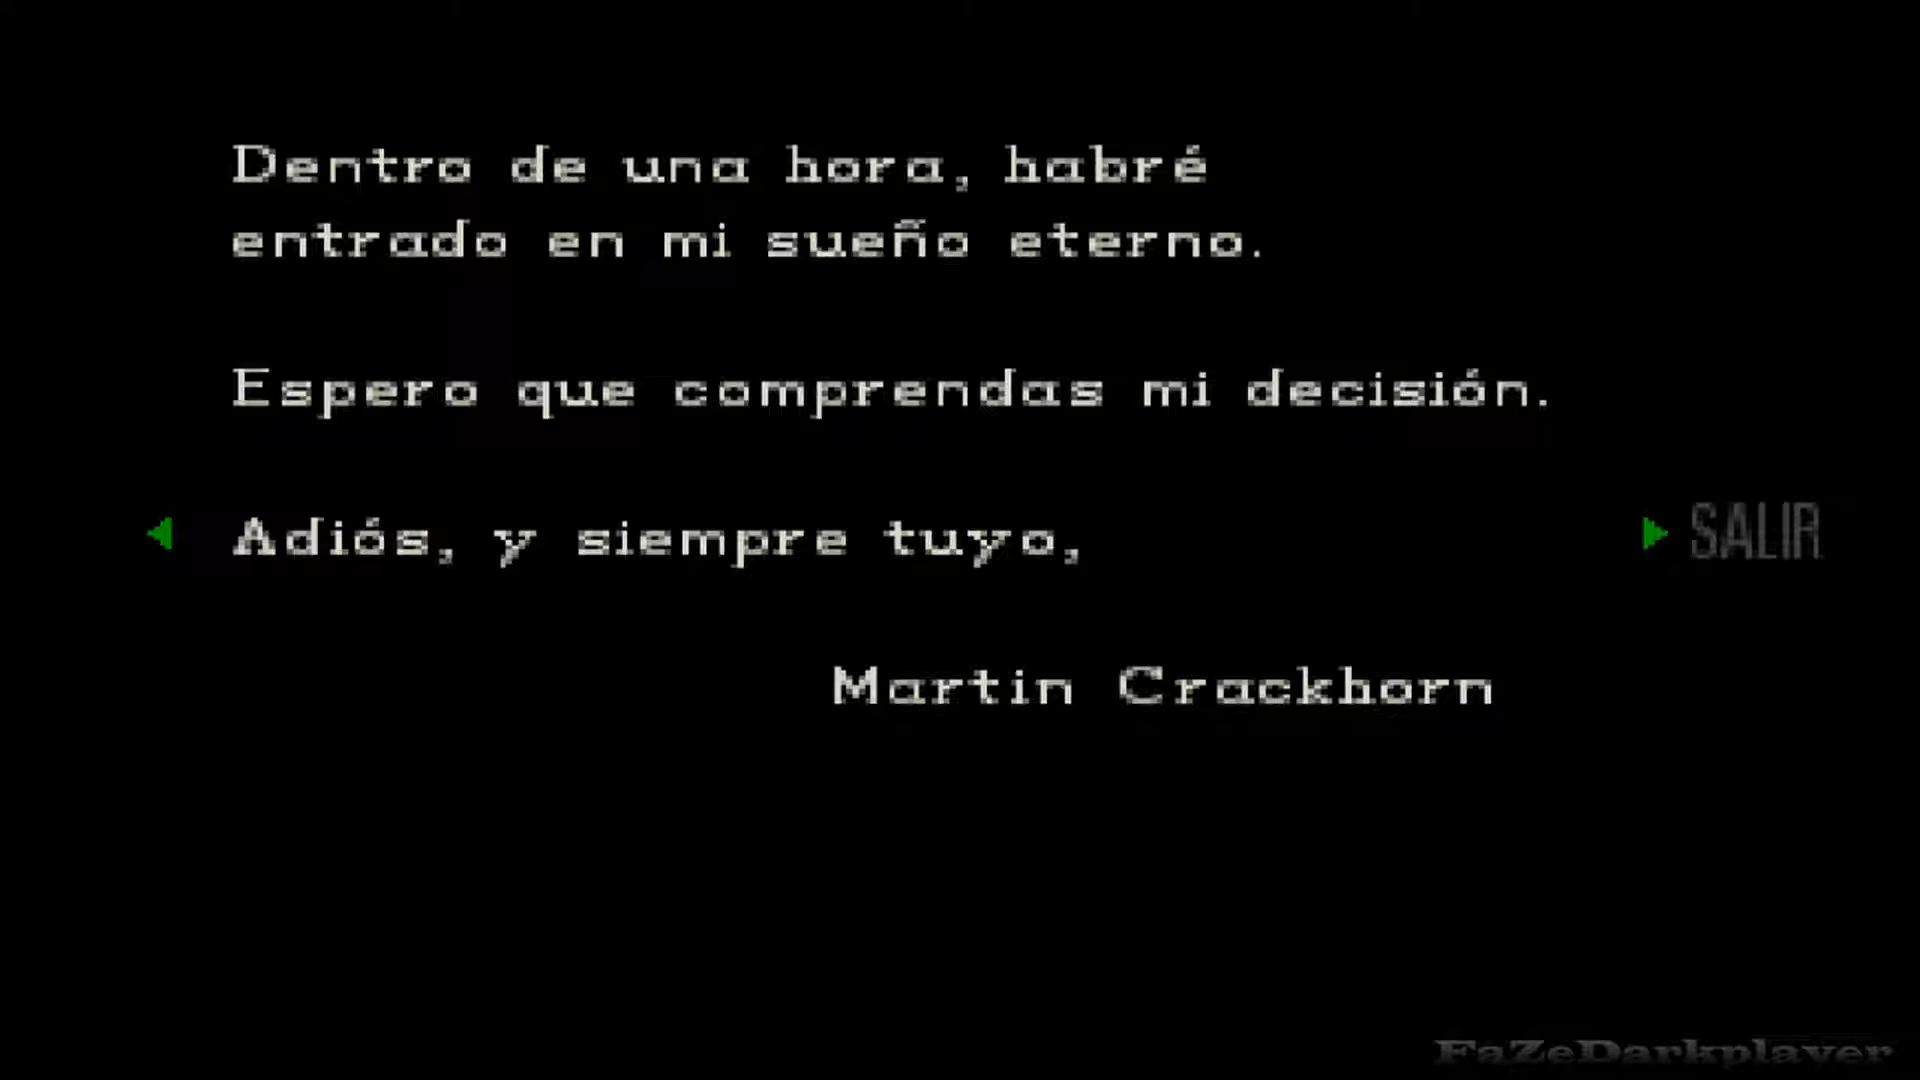 Dentro de una hora, habré
entrado en mi sueño eterno.
Espero que comprendas mi decisión.
Adiós, y siempre tuyo,
SALIR
Martin Crackhorn
FaZeDarkplayer